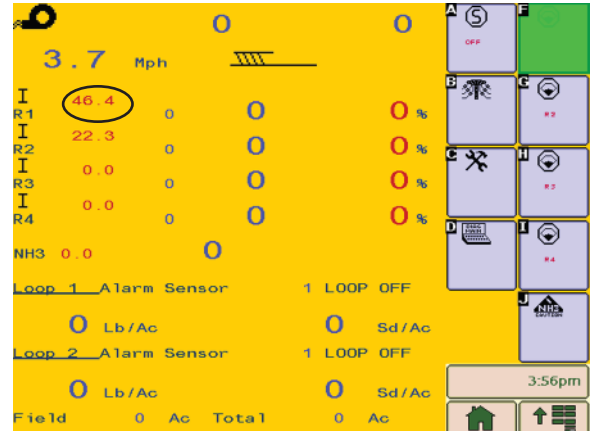 0 0
3.7 Mph
I 46.4
R1 0 0 0 %
I 22.3
R2 0 0 0 %
I 0.0
R3 0 0 0 %
I 0.0
R4 0 0 0 %
NH3 0.0 0
Loop 1 Alarm Sensor 1 LOOP OFF
0 Lb/Ac 0 Sd/Ac
Loop 2 Alarm Sensor 1 LOOP OFF
0 Lb/Ac 0 Sd/Ac
Field 0 Ac Total 0 Ac
A S
OFF
B
C
D
F
G
R2
H
R3
I
R4
J
NH3
CAUTION
3:56pm